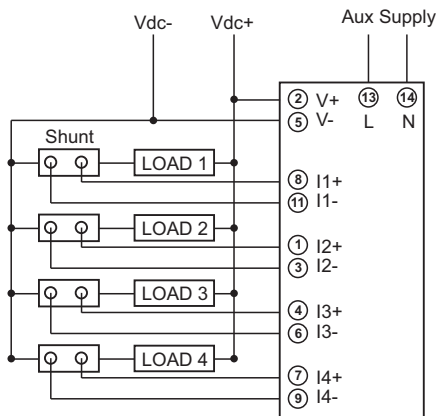 Vdc- Vdc+ Aux Supply
2 V+ 13 14
5 V- L N
Shunt
LOAD 1
8 I1+
11 I1-
LOAD 2
1 I2+
3 I2-
LOAD 3
4 I3+
6 I3-
LOAD 4
7 I4+
9 I4-